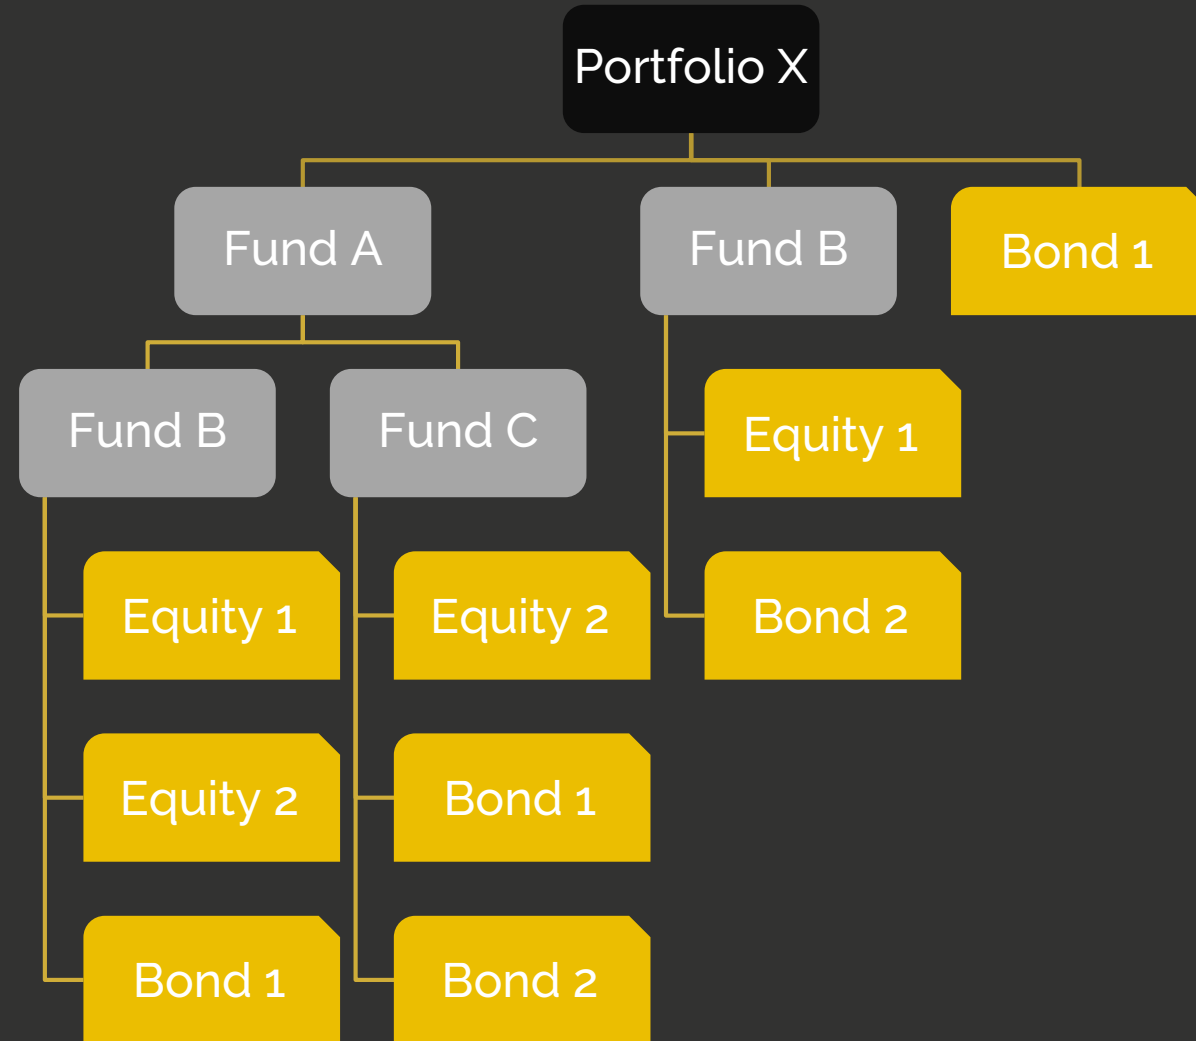 Portfolio X
Fund A
Fund B
Bond 1
Fund B
Fund C
Equity 1
Equity 1
Equity 2
Bond 2
Equity 2
Bond 1
Bond 1
Bond 2